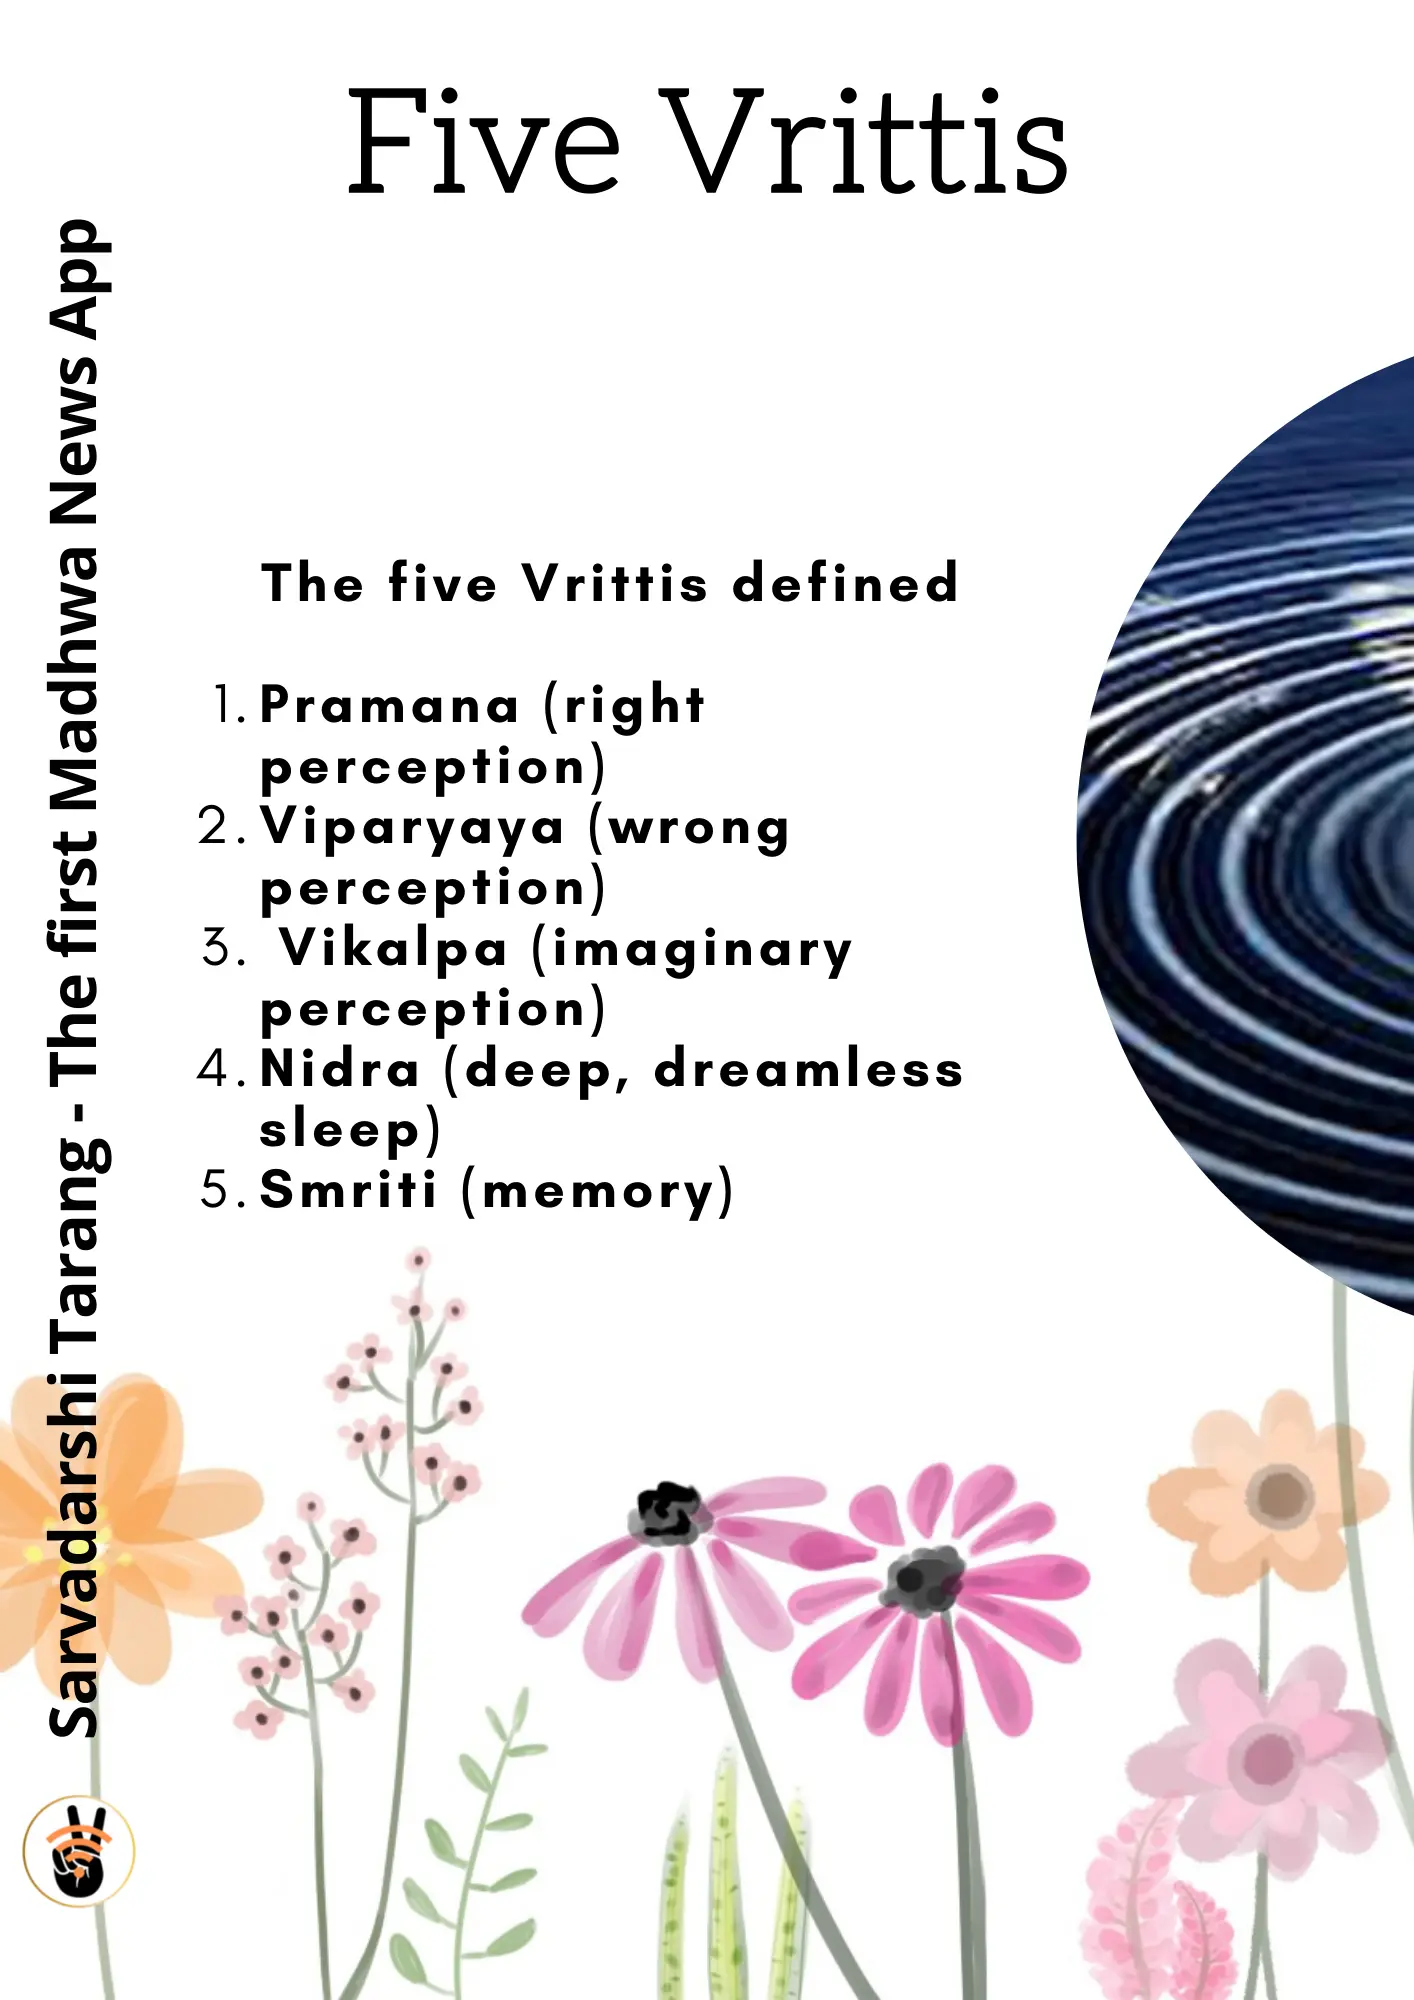 Five Vrittis
Sarvadarshi Tarang - The first Madhwa News App
The five Vrittis defined
1. Pramana (right
perception)
2. Viparyaya (wrong
perception)
3. Vikalpa (imaginary
perception)
4. Nidra (deep, dreamless
sleep)
5. Smriti (memory)